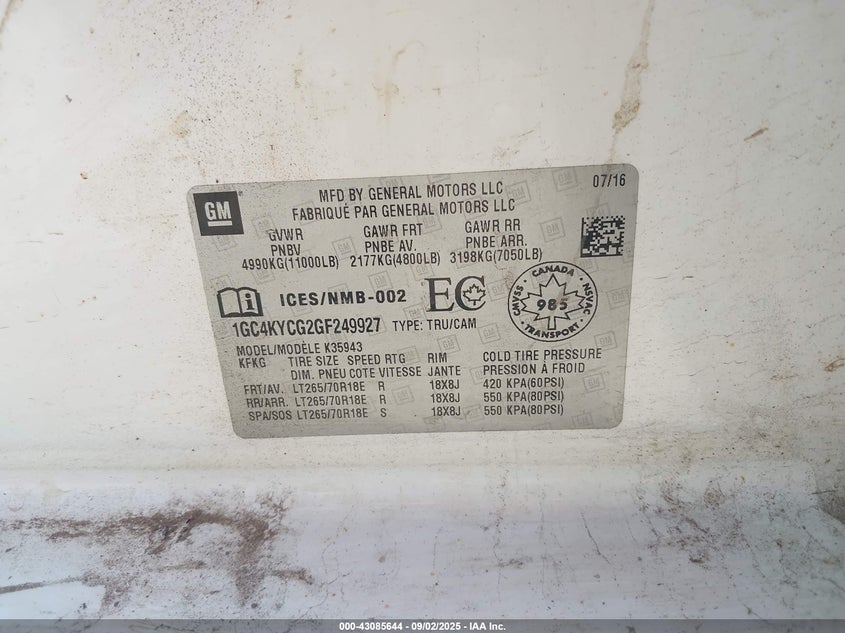 GM
MFD BY GENERAL MOTORS LLC
FABRIQUÉ PAR GENERAL MOTORS LLC
07/16
GVWR GAWR FRT GAWR RR
PNBV PNBE AV. PNBE ARR.
4990KG(11000LB) 2177KG(4800LB) 3198KG(7050LB)
ICES/NMB-002 EC
CANADA
CMVSS 985 NSVAC
TRANSPORT
1GC4KYCG2GF249927 TYPE: TRU/CAM
MODEL/MODÈLE K35943
KFKG TIRE SIZE SPEED RTG RIM COLD TIRE PRESSURE
DIM. PNEU COTE VITESSE JANTE PRESSION À FROID
FRT/AV. LT265/70R18E R 18X8J 420 KPA(60PSI)
RR/ARR. LT265/70R18E R 18X8J 550 KPA(80PSI)
SPA/SOS LT265/70R18E S 18X8J 550 KPA(80PSI)
000-43085644 // 09/02/2025 // IAA Inc.